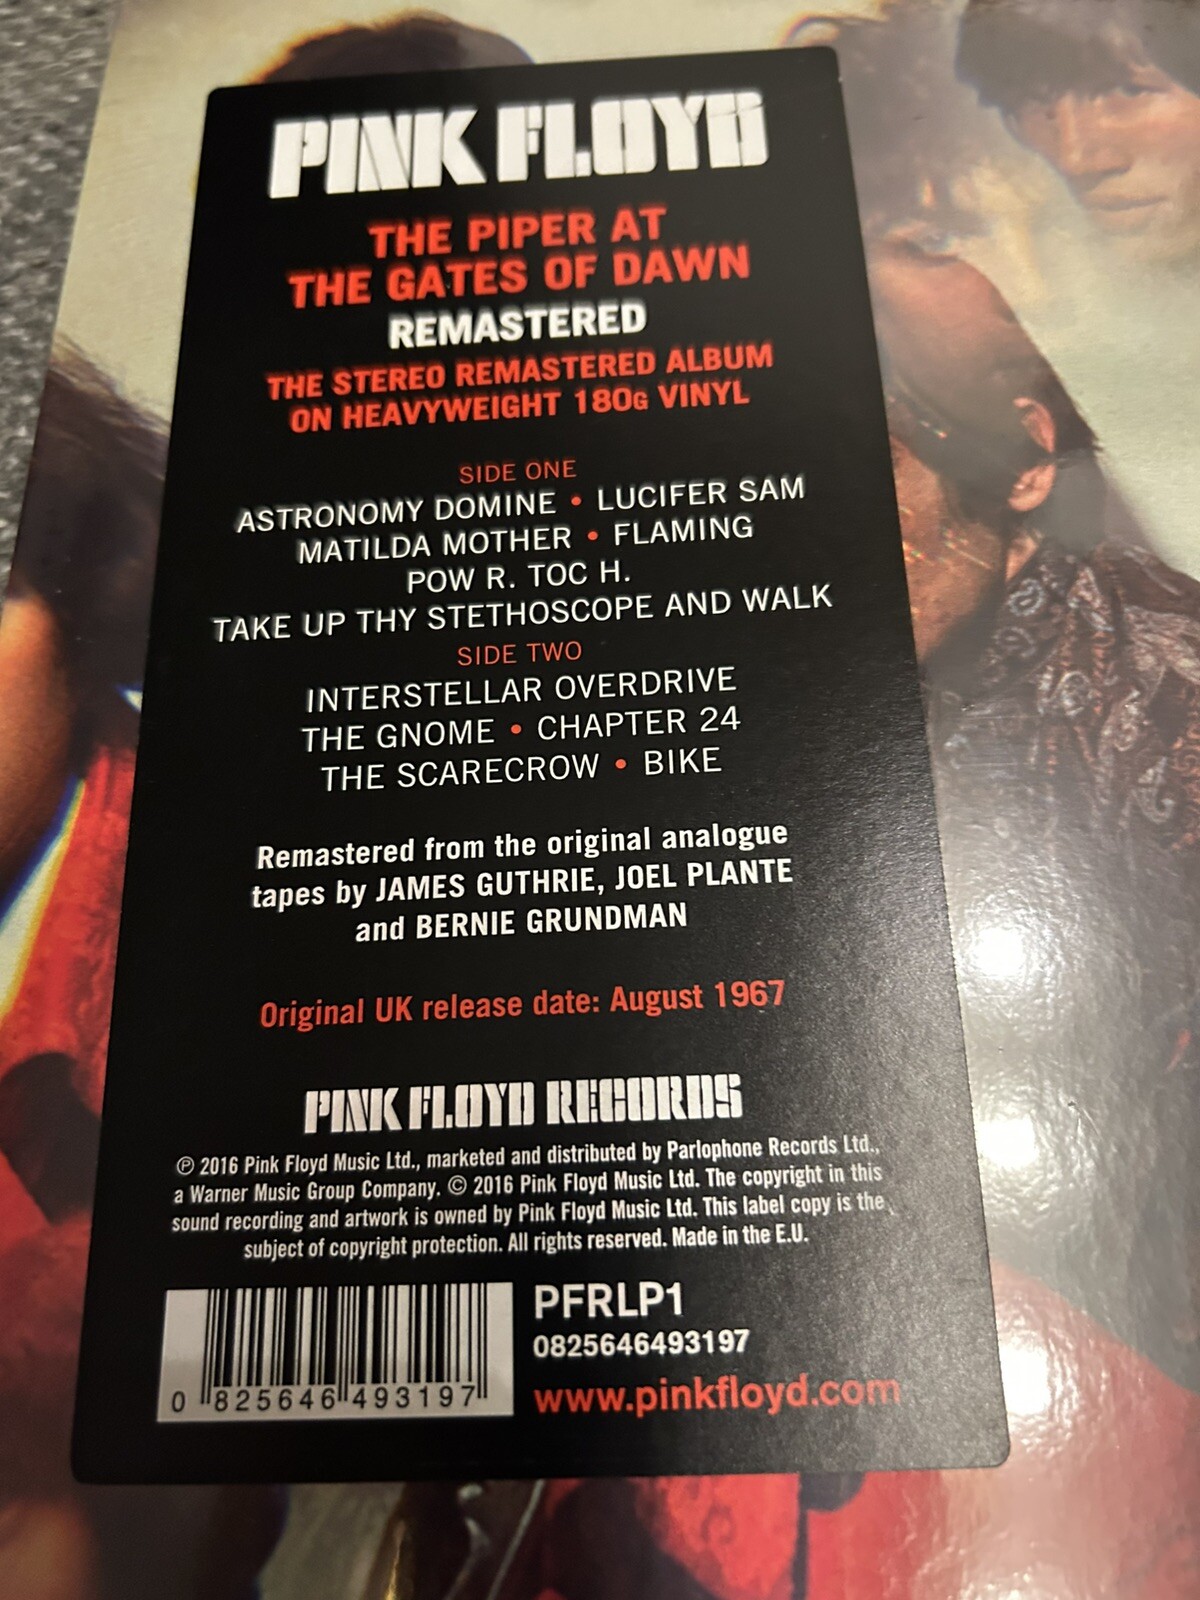 PINK FLOYD
THE PIPER AT
THE GATES OF DAWN
REMASTERED
THE STEREO REMASTERED ALBUM
ON HEAVYWEIGHT 180G VINYL
SIDE ONE
ASTRONOMY DOMINE • LUCIFER SAM
MATILDA MOTHER • FLAMING
POW R. TOC H.
TAKE UP THY STETHOSCOPE AND WALK
SIDE TWO
INTERSTELLAR OVERDRIVE
THE GNOME • CHAPTER 24
THE SCARECROW • BIKE
Remastered from the original analogue
tapes by JAMES GUTHRIE, JOEL PLANTE
and BERNIE GRUNDMAN
Original UK release date: August 1967
PINK FLOYD RECORDS
℗ 2016 Pink Floyd Music Ltd., marketed and distributed by Parlophone Records Ltd.,
a Warner Music Group Company. © 2016 Pink Floyd Music Ltd. The copyright in this
sound recording and artwork is owned by Pink Floyd Music Ltd. This label copy is the
subject of copyright protection. All rights reserved. Made in the E.U.
PFRLP1
0825646493197
www.pinkfloyd.com
0 825646 493197